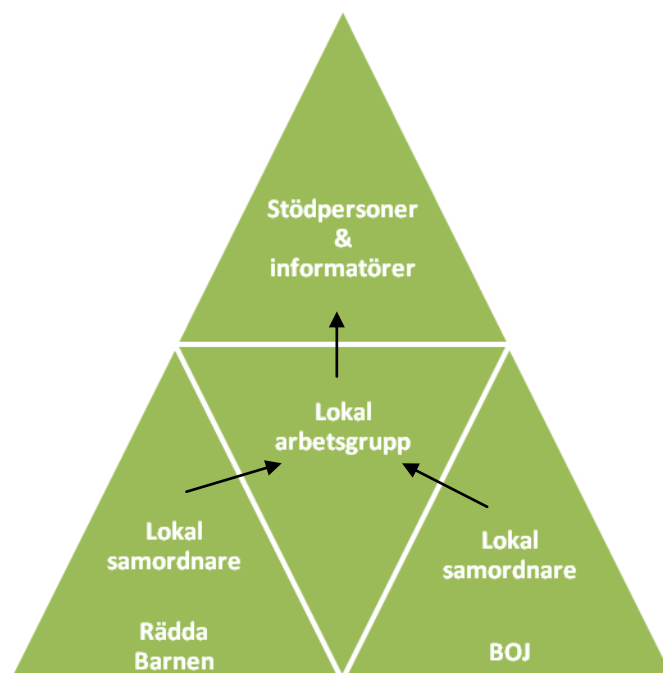 Stödpersoner
&
informatörer
Lokal
arbetsgrupp
Lokal
samordnare
Rädda
Barnen
Lokal
samordnare
BOJ